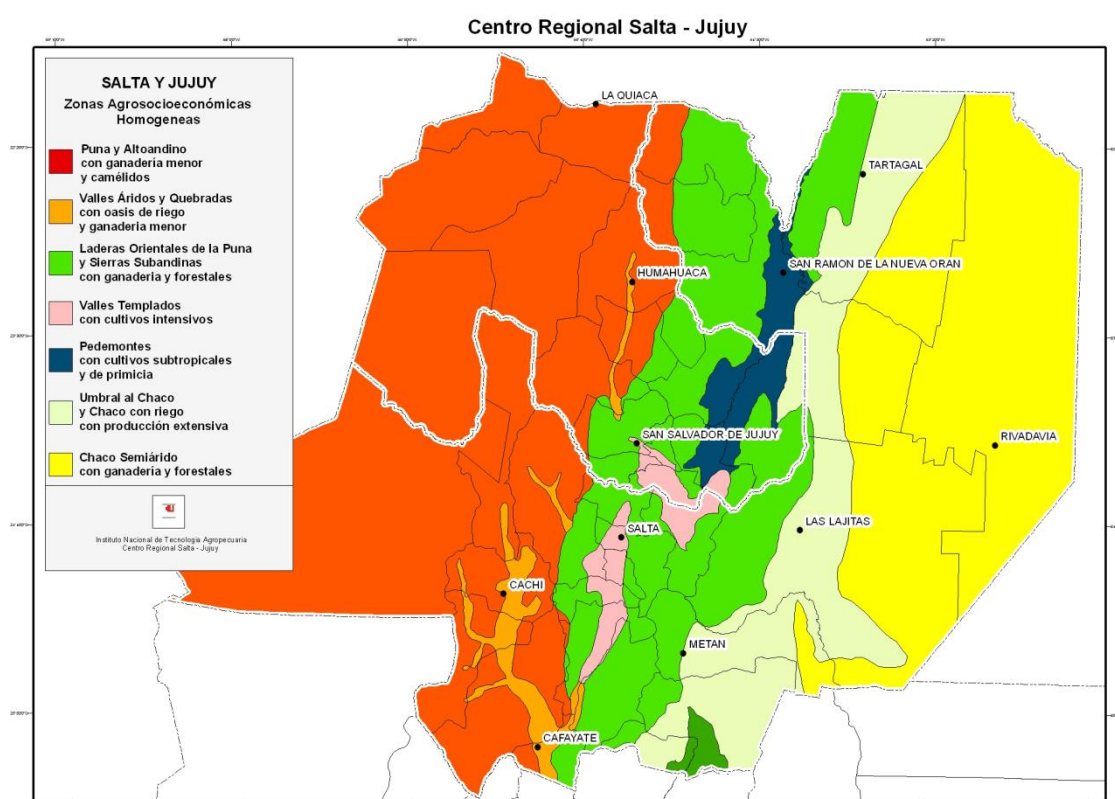 Centro Regional Salta - Jujuy
SALTA Y JUJUY
Zonas Agrosocioeconómicas
Homogeneas
Puna y Altoandino
con ganadería menor
y camélidos
Valles Áridos y Quebradas
con oasis de riego
y ganaderia menor
Laderas Orientales de la Puna
y Sierras Subandinas
con ganaderia y forestales
Valles Templados
con cultivos intensivos
Pedemontes
con cultivos subtropicales
y de primicia
Umbral al Chaco
y Chaco con riego
con producción extensiva
Chaco Semiárido
con ganadería y forestales
Instituto Nacional de Tecnología Agropecuaria
Centro Regional Salta - Jujuy
LA QUIACA
TARTAGAL
HUMAHUACA
SAN RAMON DE LA NUEVA ORAN
SAN SALVADOR DE JUJUY
RIVADAVIA
LAS LAJITAS
SALTA
CACHI
METAN
CAFAYATE